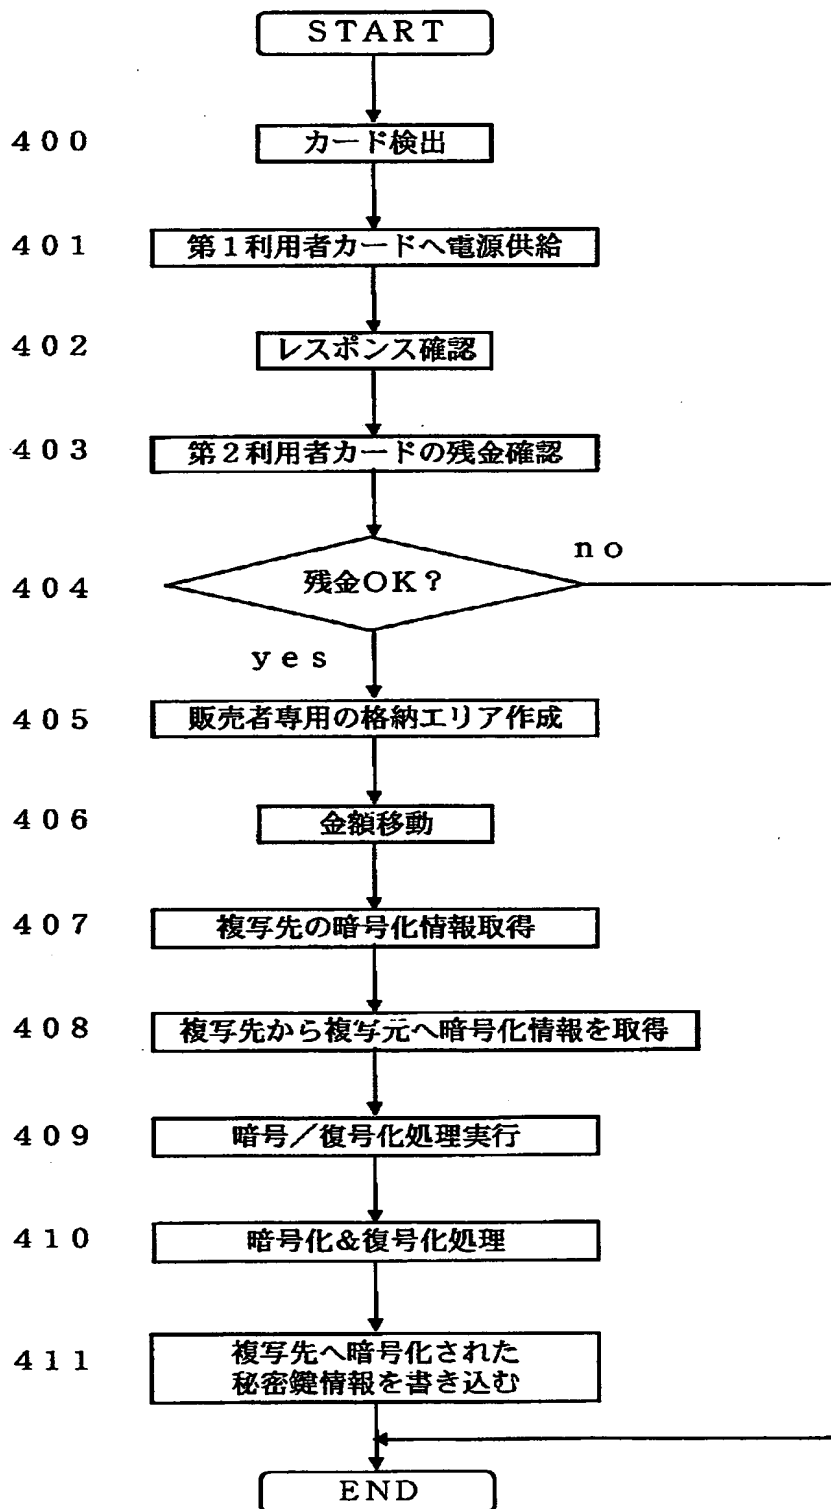 START
400 カード検出
401 第1利用者カードへ電源供給
402 レスポンス確認
403 第2利用者カードの残金確認
no
404 残金OK?
yes
405 販売者専用の格納エリア作成
406 金額移動
407 複写先の暗号化情報取得
408 複写先から複写元へ暗号化情報を取得
409 暗号/復号化処理実行
410 暗号化&復号化処理
411 複写先へ暗号化された
秘密鍵情報を書き込む
END